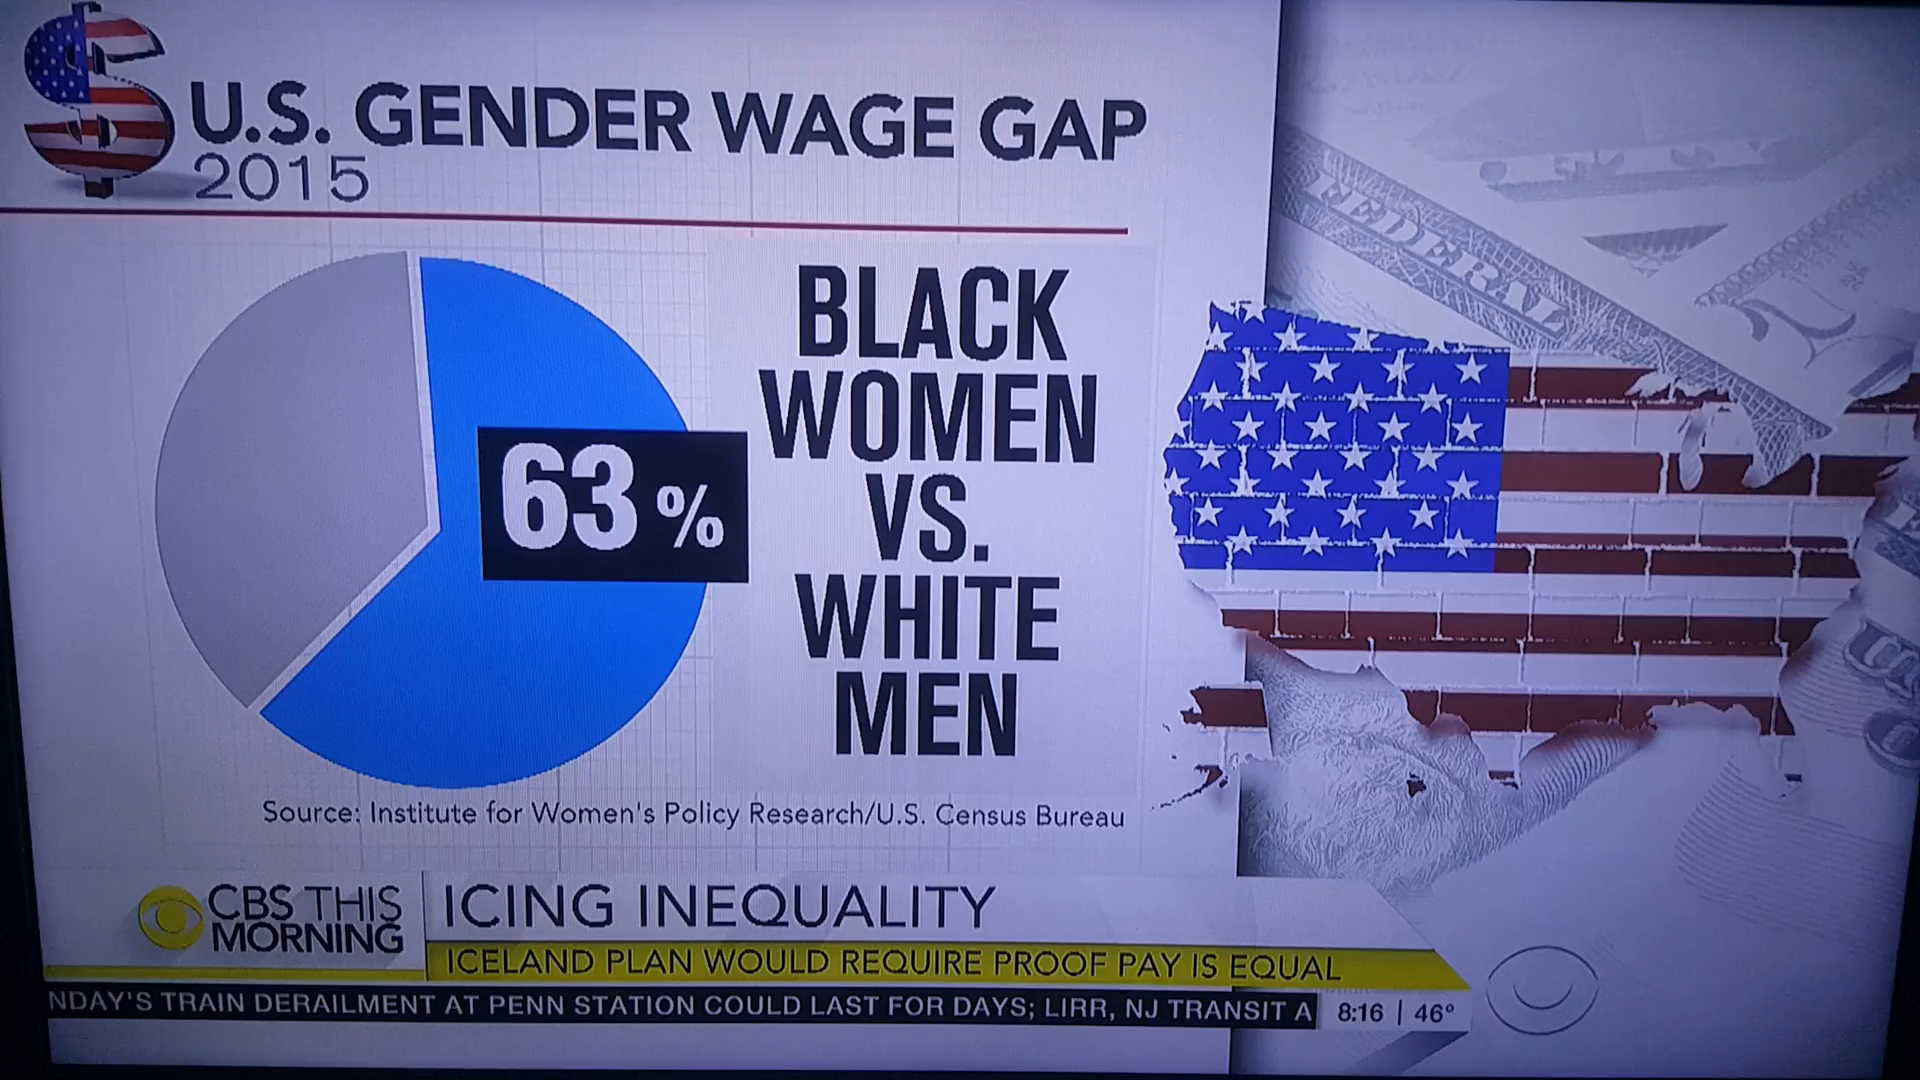 U.S. GENDER WAGE GAP
2015
FEDERAL
BLACK
WOMEN
63 %
VS.
WHITE
MEN
Source: Institute for Women's Policy Research/U.S. Census Bureau
CBS THIS
MORNING
ICING INEQUALITY
ICELAND PLAN WOULD REQUIRE PROOF PAY IS EQUAL
NDAY'S TRAIN DERAILMENT AT PENN STATION COULD LAST FOR DAYS; LIRR, NJ TRANSIT A
8:16 | 46°